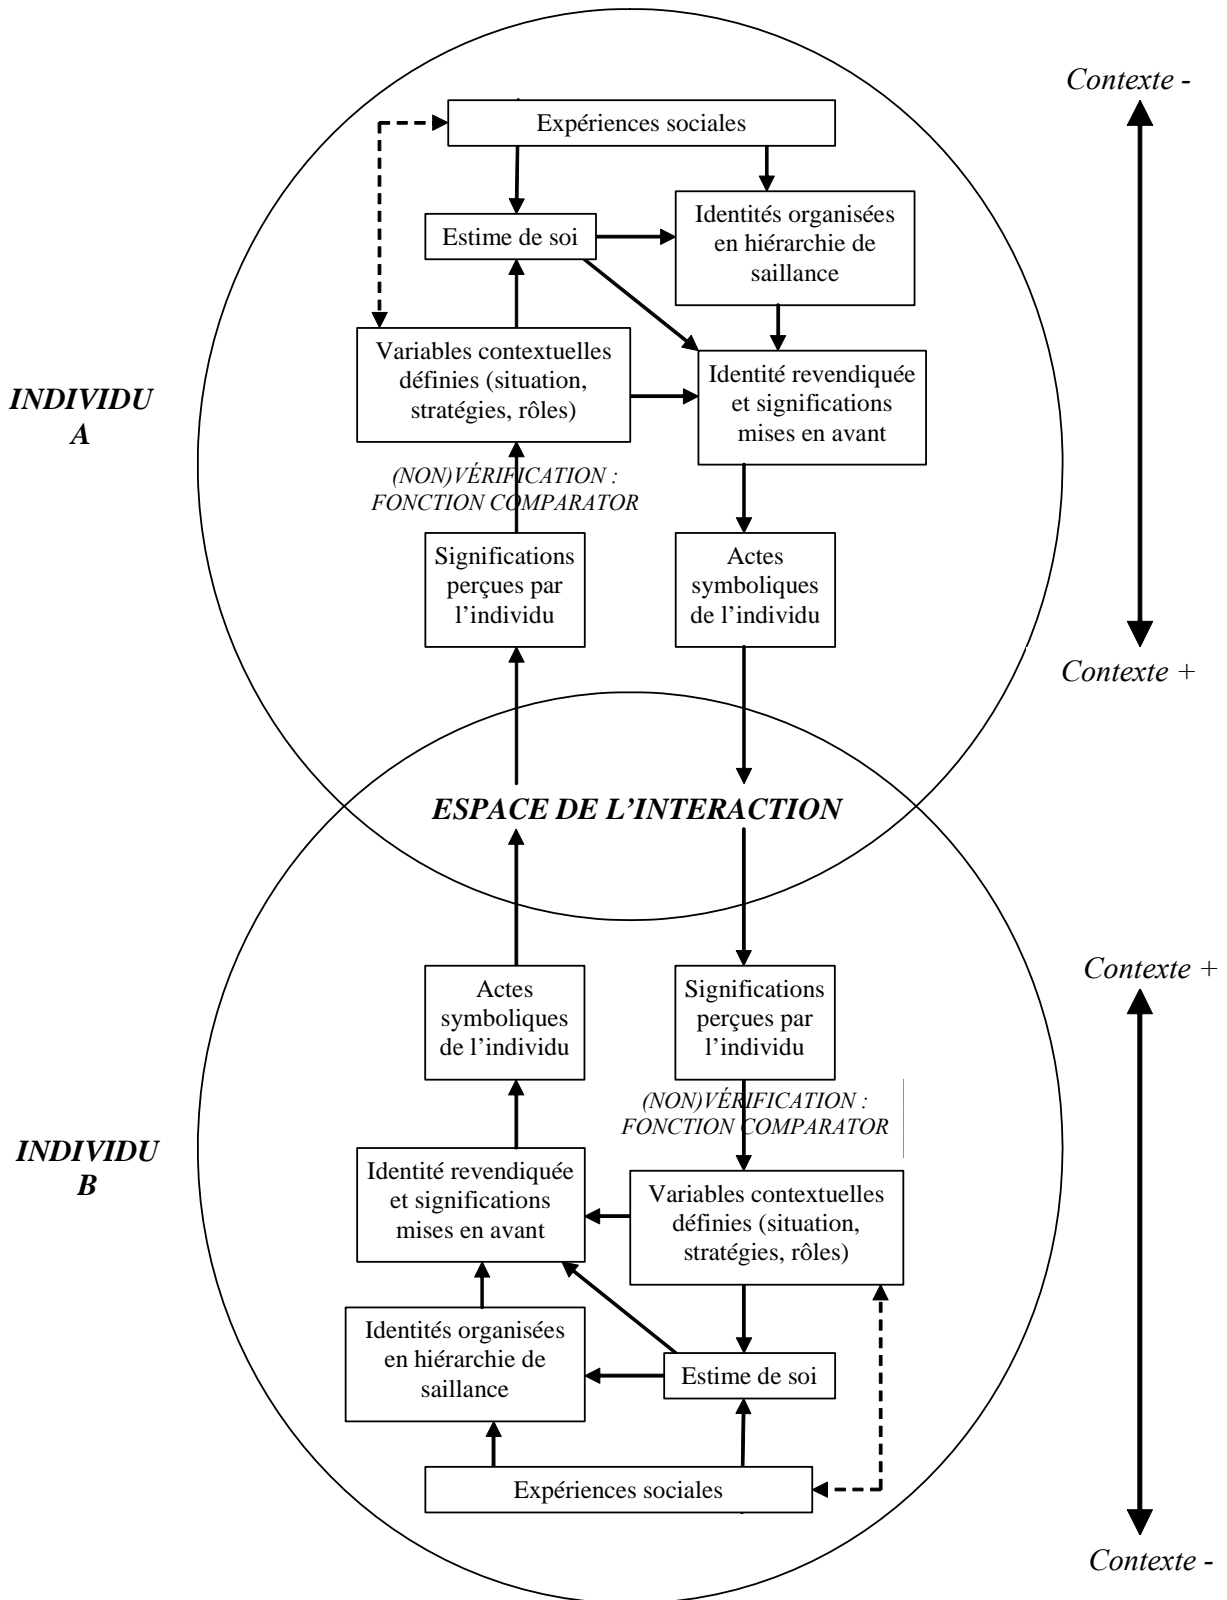 Contexte -
Expériences sociales
Identités organisées
en hiérarchie de
saillance
Estime de soi
Variables contextuelles
définies (situation,
stratégies, rôles)
Identité revendiquée
et significations
mises en avant
INDIVIDU
A
(NON)VÉRIFICATION :
FONCTION COMPARATOR
Significations
perçues par
l’individu
Actes
symboliques
de l’individu
Contexte +
ESPACE DE L’INTERACTION
Contexte +
Actes
symboliques
de l’individu
Significations
perçues par
l’individu
(NON)VÉRIFICATION :
FONCTION COMPARATOR
INDIVIDU
B
Identité revendiquée
et significations
mises en avant
Variables contextuelles
définies (situation,
stratégies, rôles)
Identités organisées
en hiérarchie de
saillance
Estime de soi
Expériences sociales
Contexte -